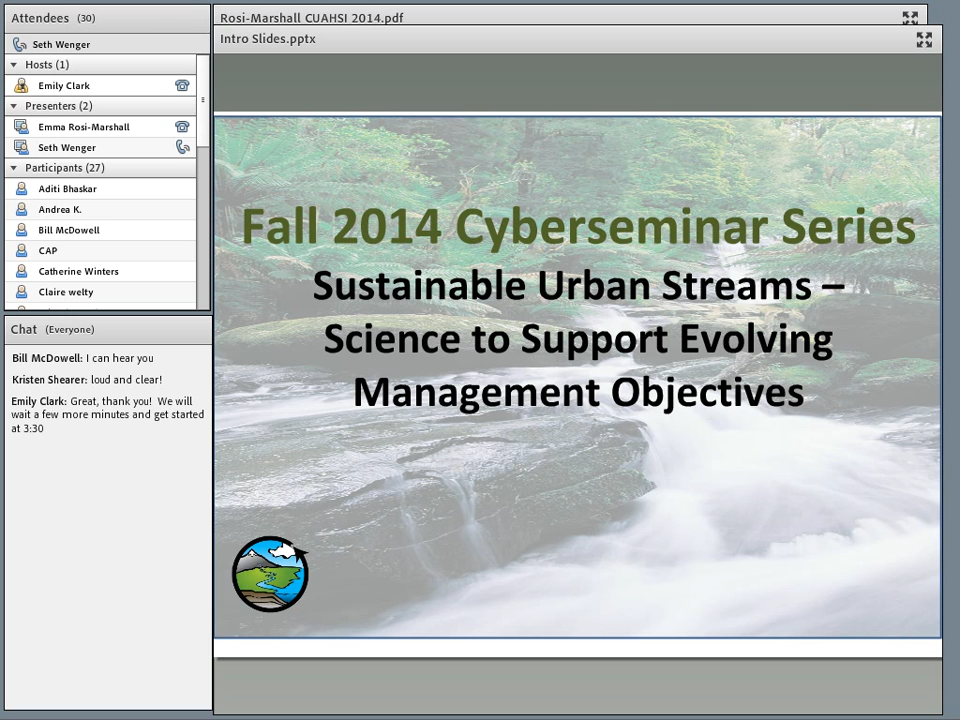 Attendees (30)
Seth Wenger
Hosts (1)
Emily Clark
Presenters (2)
Emma Rosi-Marshall
Seth Wenger
Participants (27)
Aditi Bhaskar
Andrea K.
Bill McDowell
CAP
Catherine Winters
Claire welty
Chat (Everyone)
Bill McDowell: I can hear you
Kristen Shearer: loud and clear!
Emily Clark: Great, thank you! We will
wait a few more minutes and get started
at 3:30
Rosi-Marshall CUAHSI 2014.pdf
Intro Slides.pptx
Fall 2014 Cyberseminar Series
Sustainable Urban Streams –
Science to Support Evolving
Management Objectives